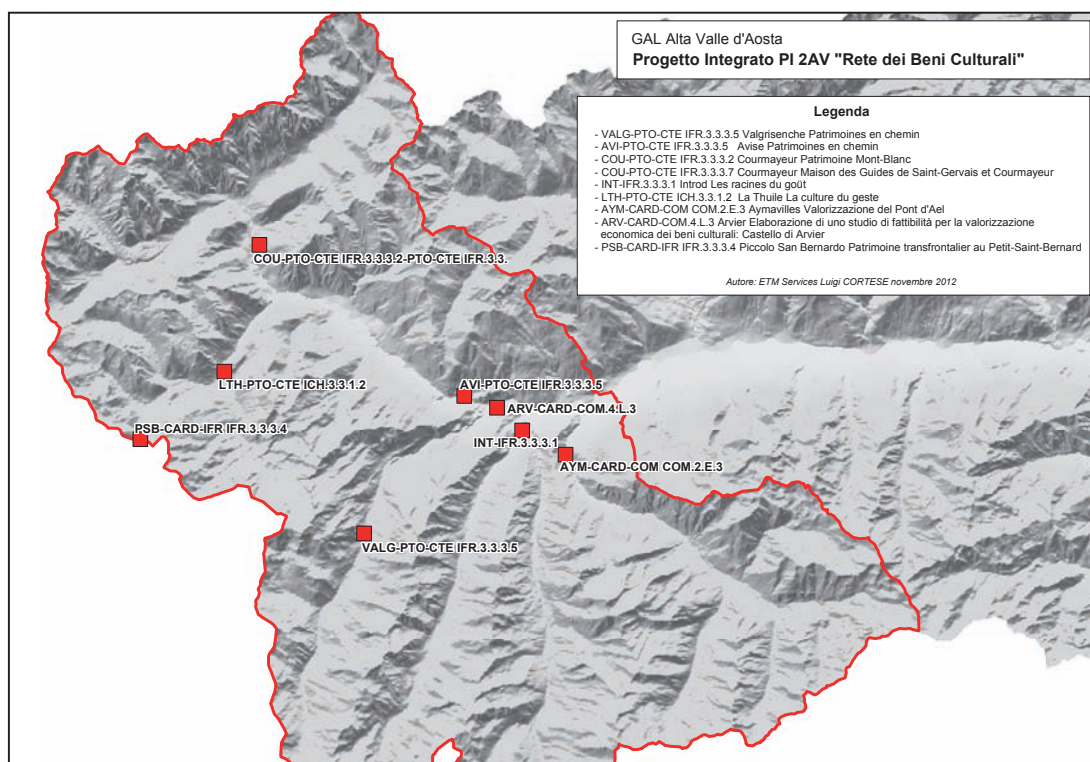 GAL Alta Valle d'Aosta
Progetto Integrato PI 2AV "Rete dei Beni Culturali"
Legenda
- VALG-PTO-CTE IFR.3.3.3.5 Valgrisenche Patrimoines en chemin
- AVI-PTO-CTE IFR.3.3.3.5 Avise Patrimoines en chemin
- COU-PTO-CTE IFR.3.3.3.2 Courmayeur Patrimoine Mont-Blanc
- COU-PTO-CTE IFR.3.3.3.7 Courmayeur Maison des Guides de Saint-Gervais et Courmayeur
- INT-IFR.3.3.3.1 Introd Les racines du goüt
- LTH-PTO-CTE ICH.3.3.1.2 La Thuile La culture du geste
- AYM-CARD-COM COM.2.E.3 Aymavilles Valorizzazione del Pont d'Ael
- ARV-CARD-COM.4.L.3 Arvier Elaborazione di uno studio di fattibilità per la valorizzazione
economica dei beni culturali: Castello di Arvier
- PSB-CARD-IFR IFR.3.3.3.4 Piccolo San Bernardo Patrimoine transfrontalier au Petit-Saint-Bernard
Autore: ETM Services Luigi CORTESE novembre 2012
COU-PTO-CTE IFR.3.3.3.2-PTO-CTE IFR.3.3.
LTH-PTO-CTE ICH.3.3.1.2
AVI-PTO-CTE IFR.3.3.3.5
ARV-CARD-COM.4.L.3
PSB-CARD-IFR IFR.3.3.3.4
INT-IFR.3.3.3.1
AYM-CARD-COM COM.2.E.3
VALG-PTO-CTE IFR.3.3.3.5